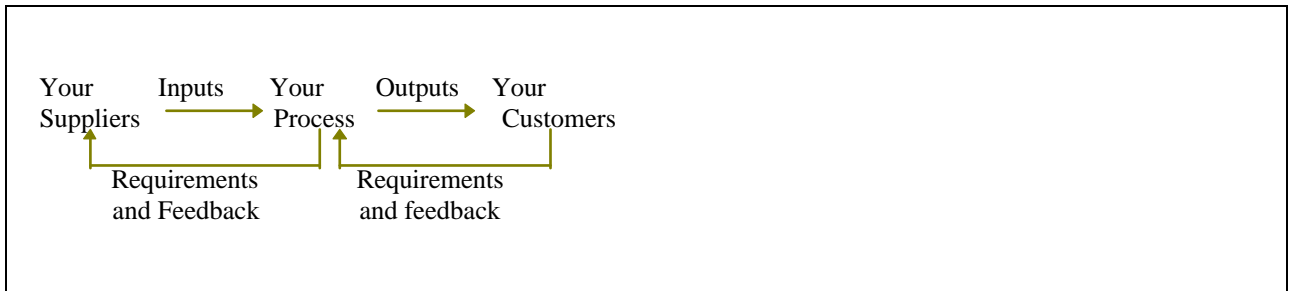 Your Inputs Your Outputs Your
Suppliers Process Customers
Requirements Requirements
and Feedback and feedback